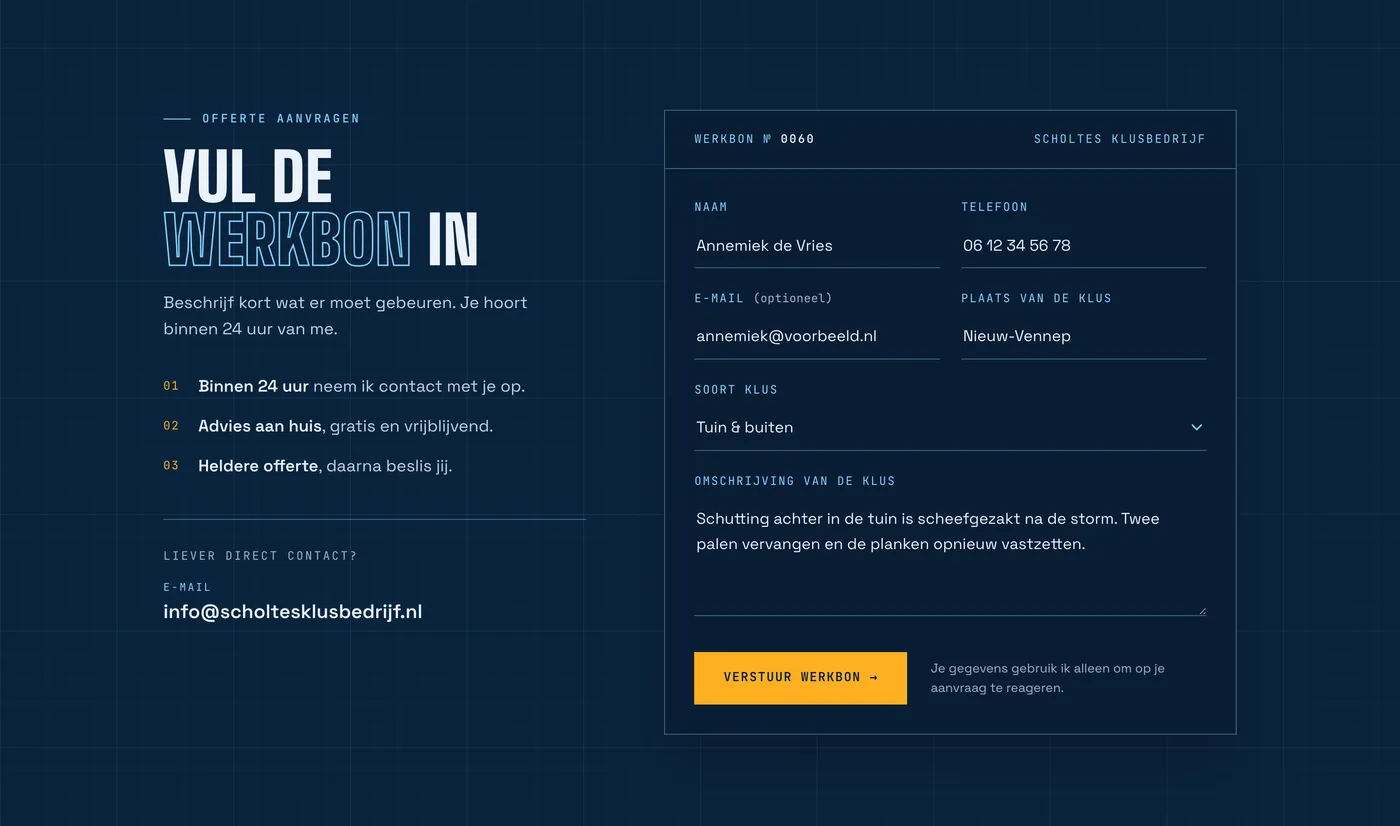 OFFERTE AANVRAGEN
VUL DE
WERKBON IN
Beschrijf kort wat er moet gebeuren. Je hoort
binnen 24 uur van me.
01 Binnen 24 uur neem ik contact met je op.
02 Advies aan huis, gratis en vrijblijvend.
03 Heldere offerte, daarna beslis jij.
LIEVER DIRECT CONTACT?
E-MAIL
info@scholtesklusbedrijf.nl
WERKBON № 0060
SCHOLTES KLUSBEDRIJF
NAAM
Annemiek de Vries
TELEFOON
06 12 34 56 78
E-MAIL (optioneel)
annemiek@voorbeeld.nl
PLAATS VAN DE KLUS
Nieuw-Vennep
SOORT KLUS
Tuin & buiten
OMSCHRIJVING VAN DE KLUS
Schutting achter in de tuin is scheefgezakt na de storm. Twee
palen vervangen en de planken opnieuw vastzetten.
VERSTUUR WERKBON →
Je gegevens gebruik ik alleen om op je
aanvraag te reageren.